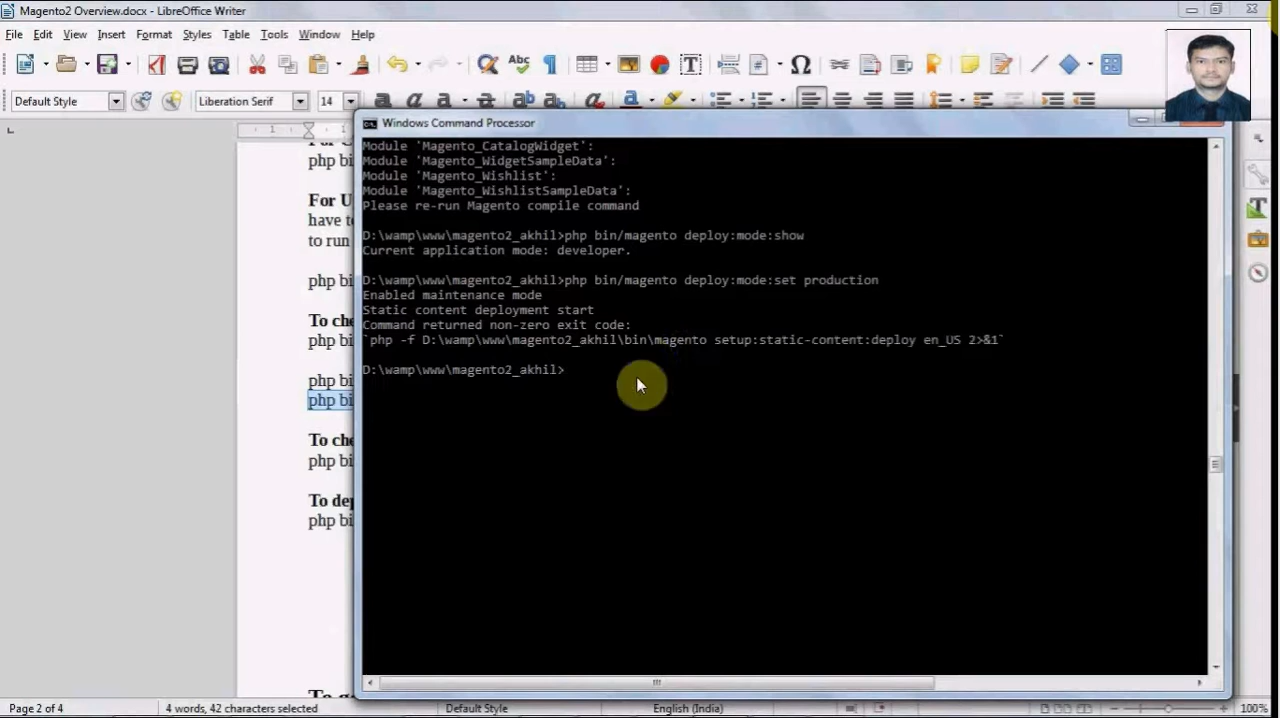 Magento2 Overview.docx - LibreOffice Writer
File Edit View Insert Format Styles Table Tools Window Help
Default Style Liberation Serif 14
Windows Command Processor
php bi
For U
have to
to run
php bi
To che
php bi
php bi
php bi
To che
php bi
To dep
php bi
Module 'Magento_CatalogWidget':
Module 'Magento_WidgetSampleData':
Module 'Magento_Wishlist':
Module 'Magento_WishlistSampleData':
Please re-run Magento compile command
D:\wamp\www\magento2_akhil>php bin/magento deploy:mode:show
Current application mode: developer.
D:\wamp\www\magento2_akhil>php bin/magento deploy:mode:set production
Enabled maintenance mode
Static content deployment start
Command returned non-zero exit code:
`php -f D:\wamp\www\magento2_akhil\bin\magento setup:static-content:deploy en_US 2>&1`
D:\wamp\www\magento2_akhil>
Page 2 of 4 4 words, 42 characters selected Default Style English (India) 100%